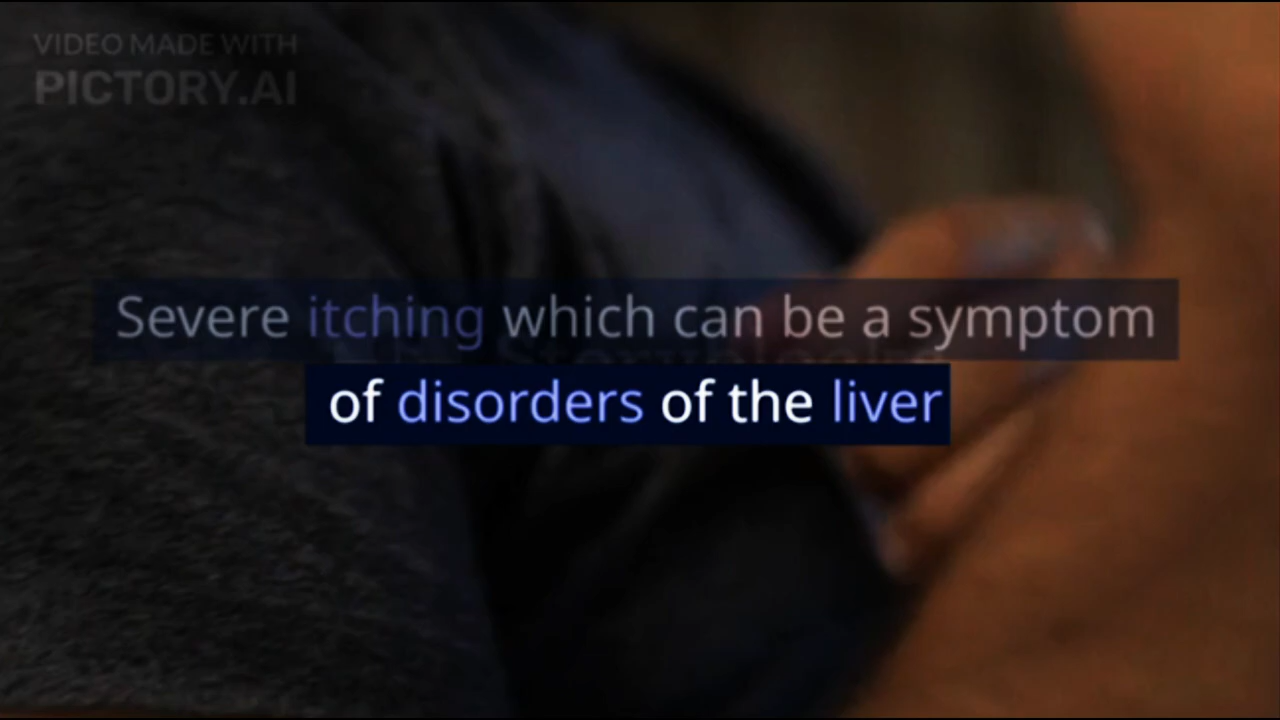 VIDEO MADE WITH
PICTORY.AI
Severe itching which can be a symptom
of disorders of the liver